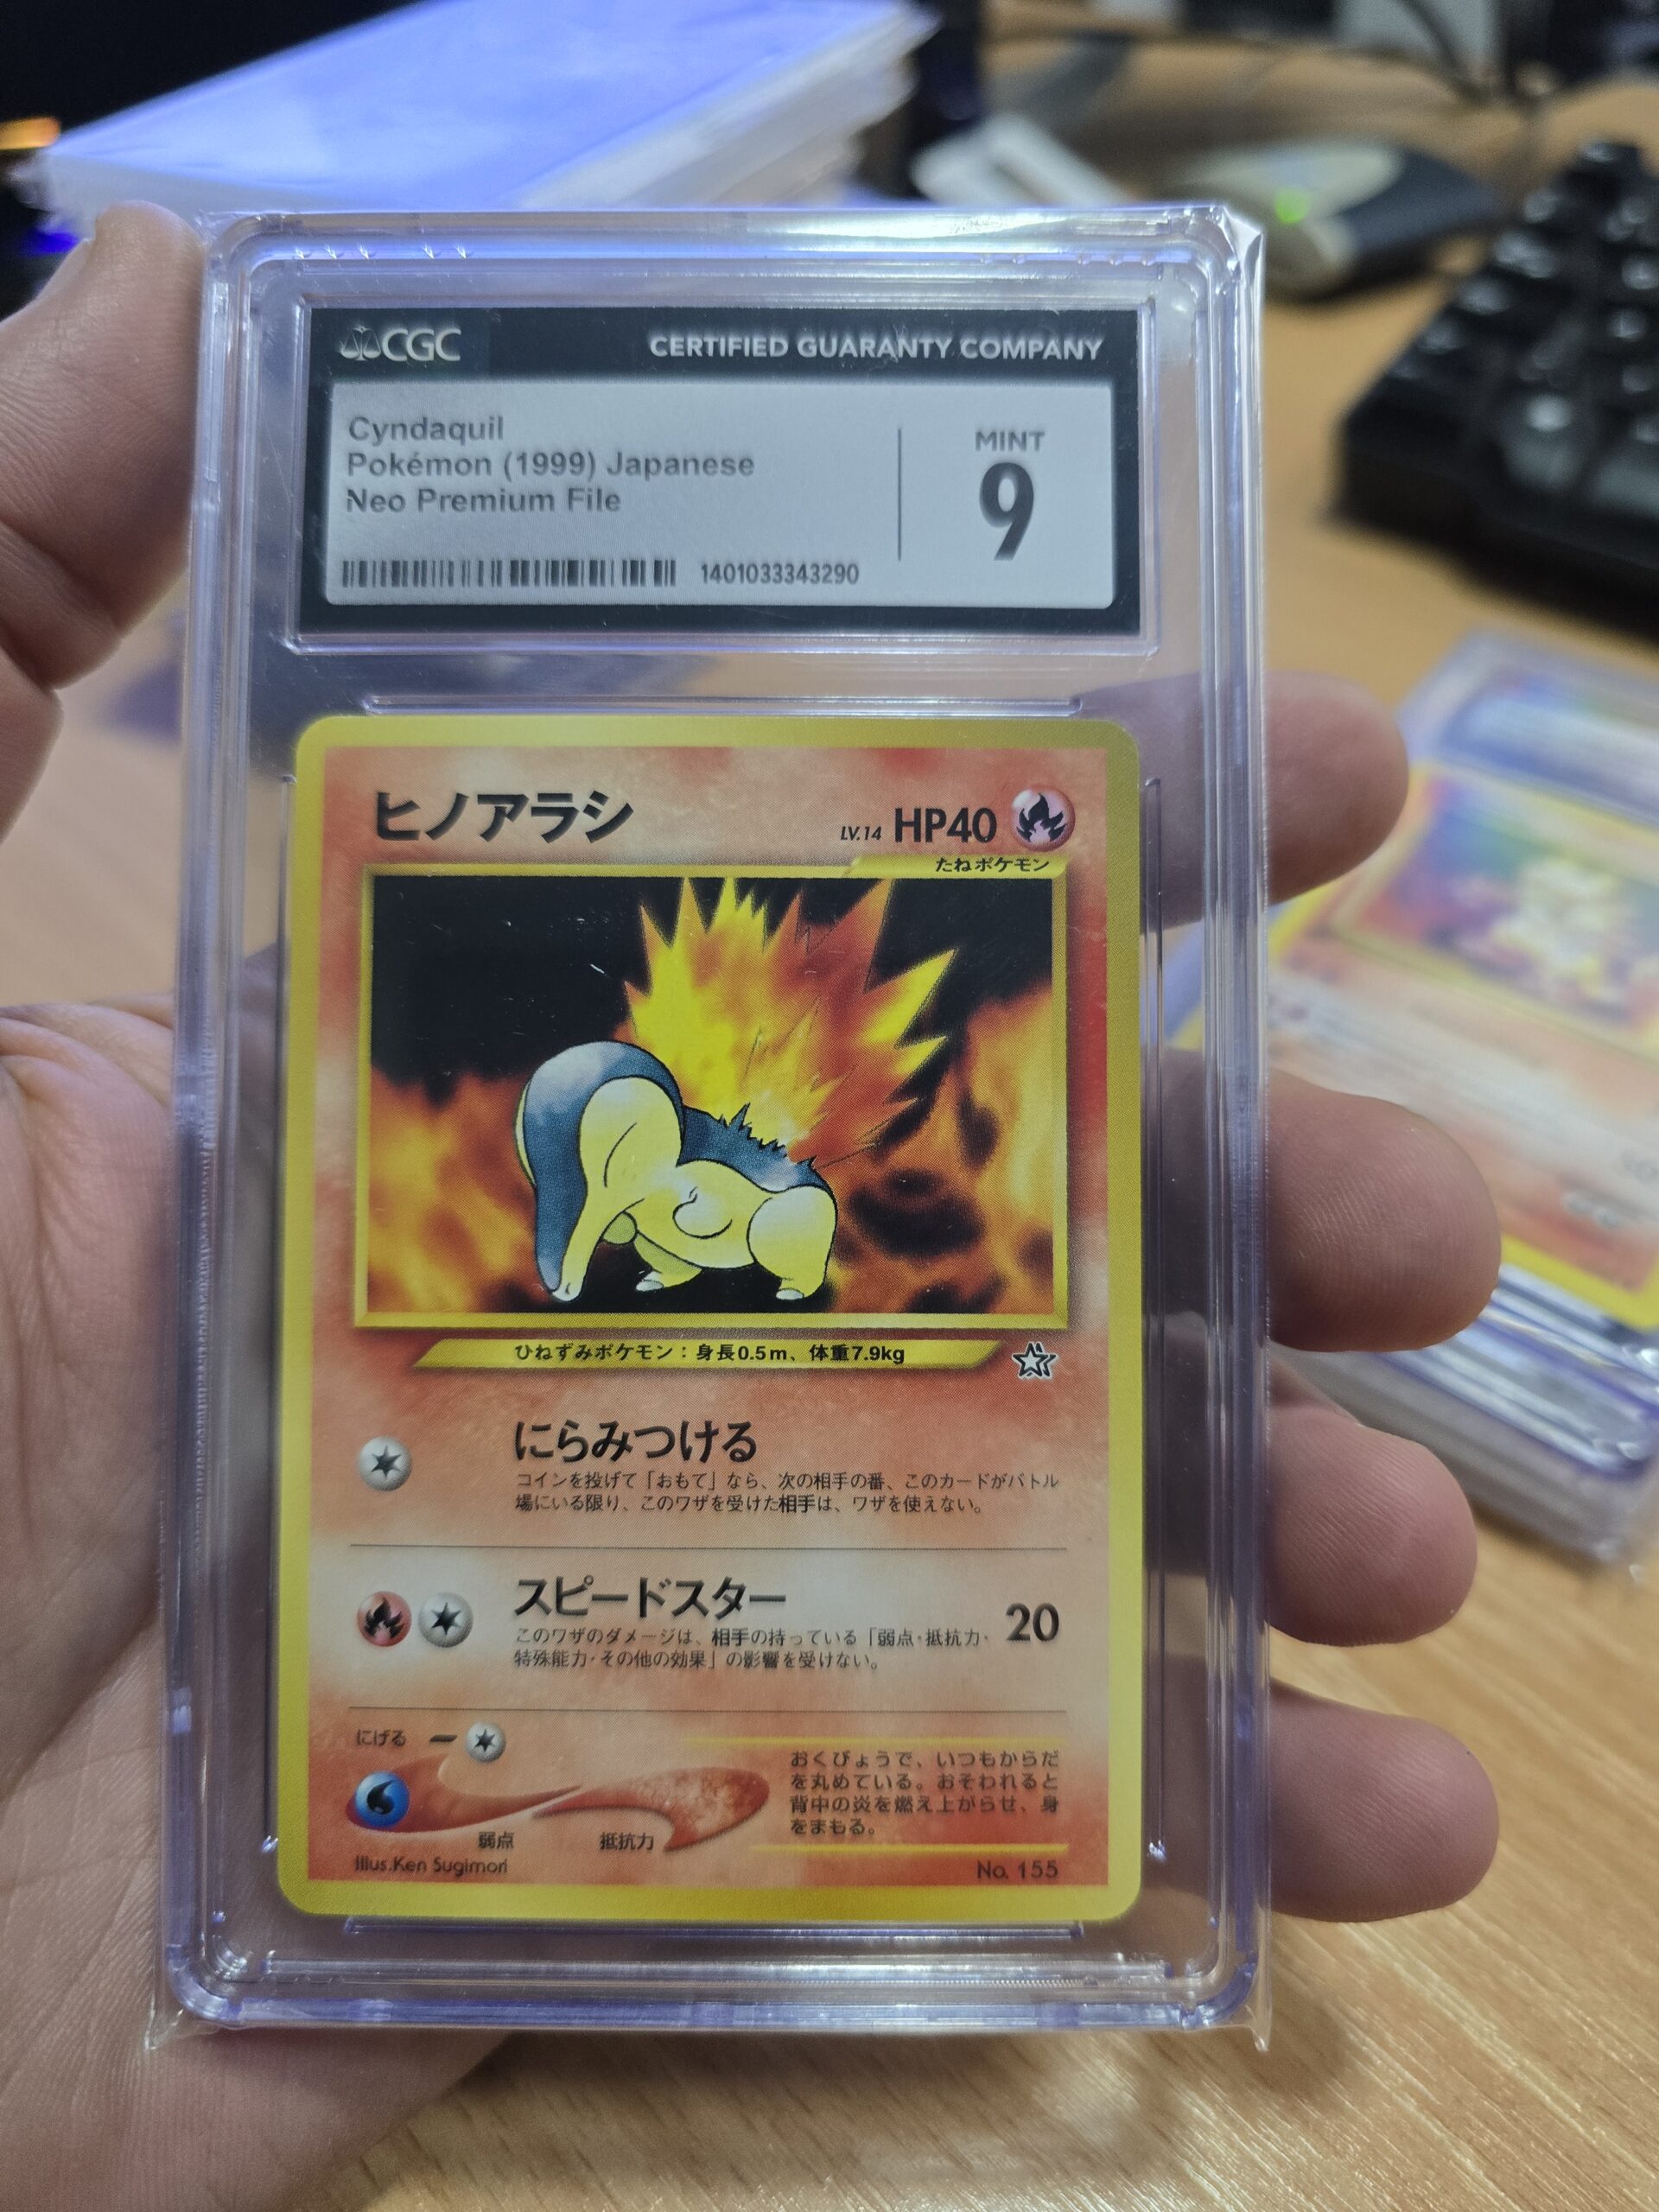 CGC
CERTIFIED GUARANTY COMPANY
Cyndaquil
Pokémon (1999) Japanese
Neo Premium File
MINT
9
1401033343290
ヒノアラシ
LV.14 HP40
たねポケモン
ひねずみポケモン：身長0.5m、体重7.9kg
にらみつける
コインを投げて「おもて」なら、次の相手の番、このカードがバトル
場にいる限り、このワザを受けた相手は、ワザを使えない。
スピードスター
20
このワザのダメージは、相手の持っている「弱点・抵抗力・
特殊能力・その他の効果」の影響を受けない。
にげる
おくびょうで、いつもからだ
を丸めている。おそわれると
背中の炎を燃え上がらせ、身
をまもる。
弱点
抵抗力
Illus.Ken Sugimori
No. 155